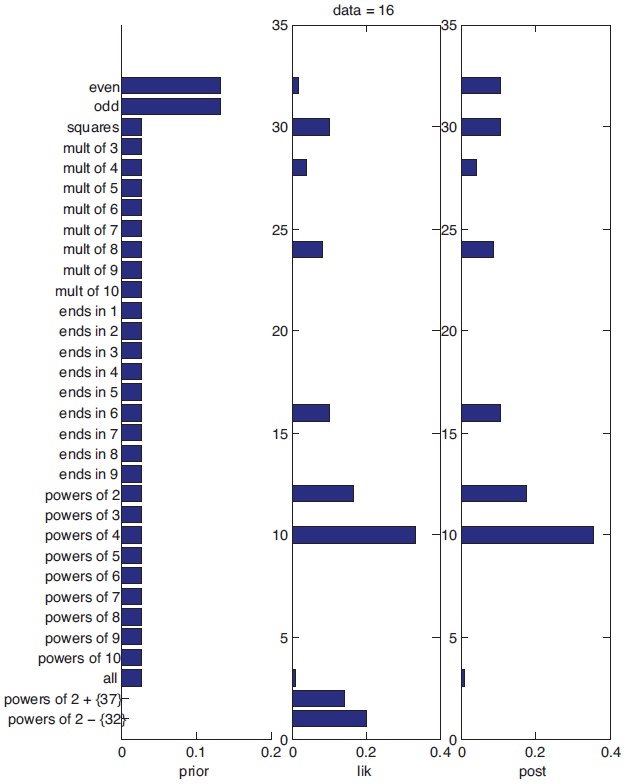 data = 16
even
odd
squares
mult of 3
mult of 4
mult of 5
mult of 6
mult of 7
mult of 8
mult of 9
mult of 10
ends in 1
ends in 2
ends in 3
ends in 4
ends in 5
ends in 6
ends in 7
ends in 8
ends in 9
powers of 2
powers of 3
powers of 4
powers of 5
powers of 6
powers of 7
powers of 8
powers of 9
powers of 10
all
powers of 2 + {37}
powers of 2 − {32}
0 0.1 0.2
prior
35
30
25
20
15
10
5
0
0 0.2 0.4
lik
35
30
25
20
15
10
5
0
0 0.2 0.4
post